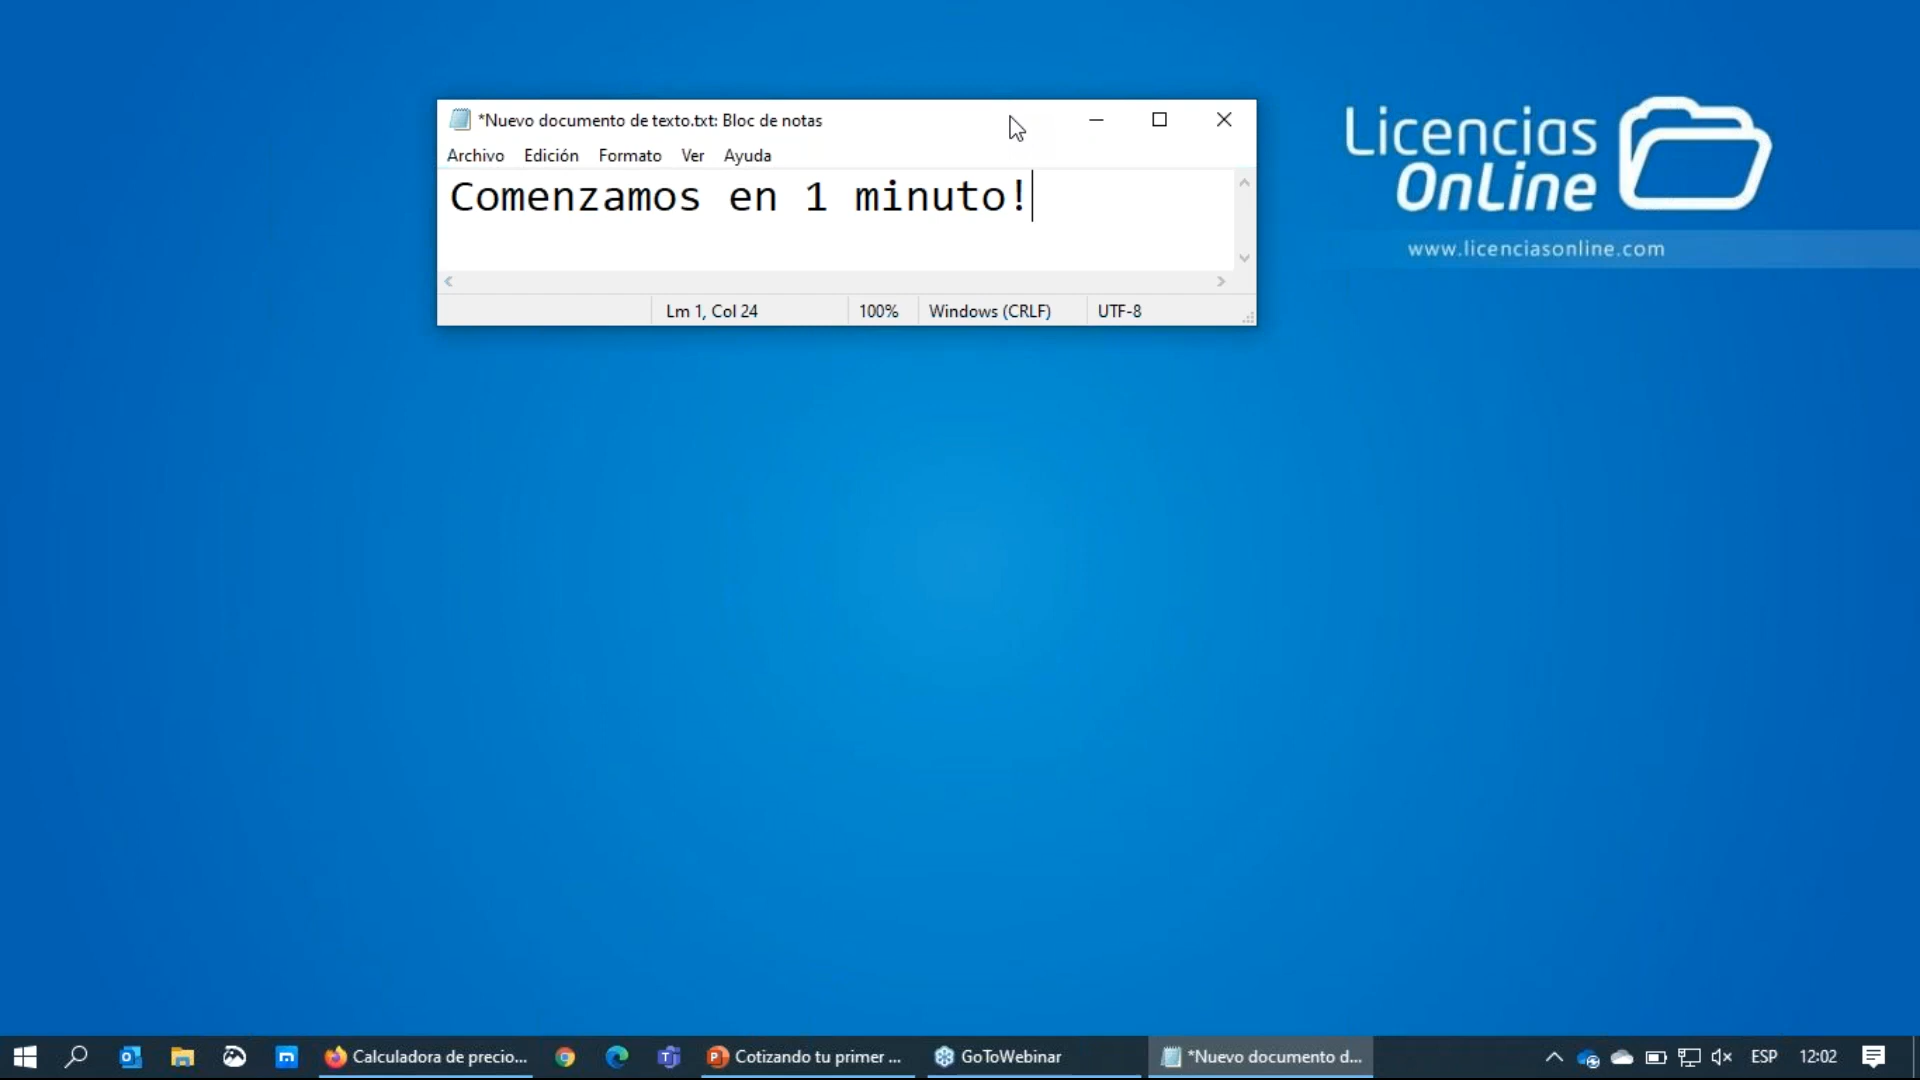 *Nuevo documento de texto.txt: Bloc de notas
Archivo Edición Formato Ver Ayuda
Comenzamos en 1 minuto!
Lm 1, Col 24 100% Windows (CRLF) UTF-8
Licencias
OnLine
www.licenciasonline.com
Calculadora de precio... Cotizando tu primer ... GoToWebinar *Nuevo documento d... ESP 12:02